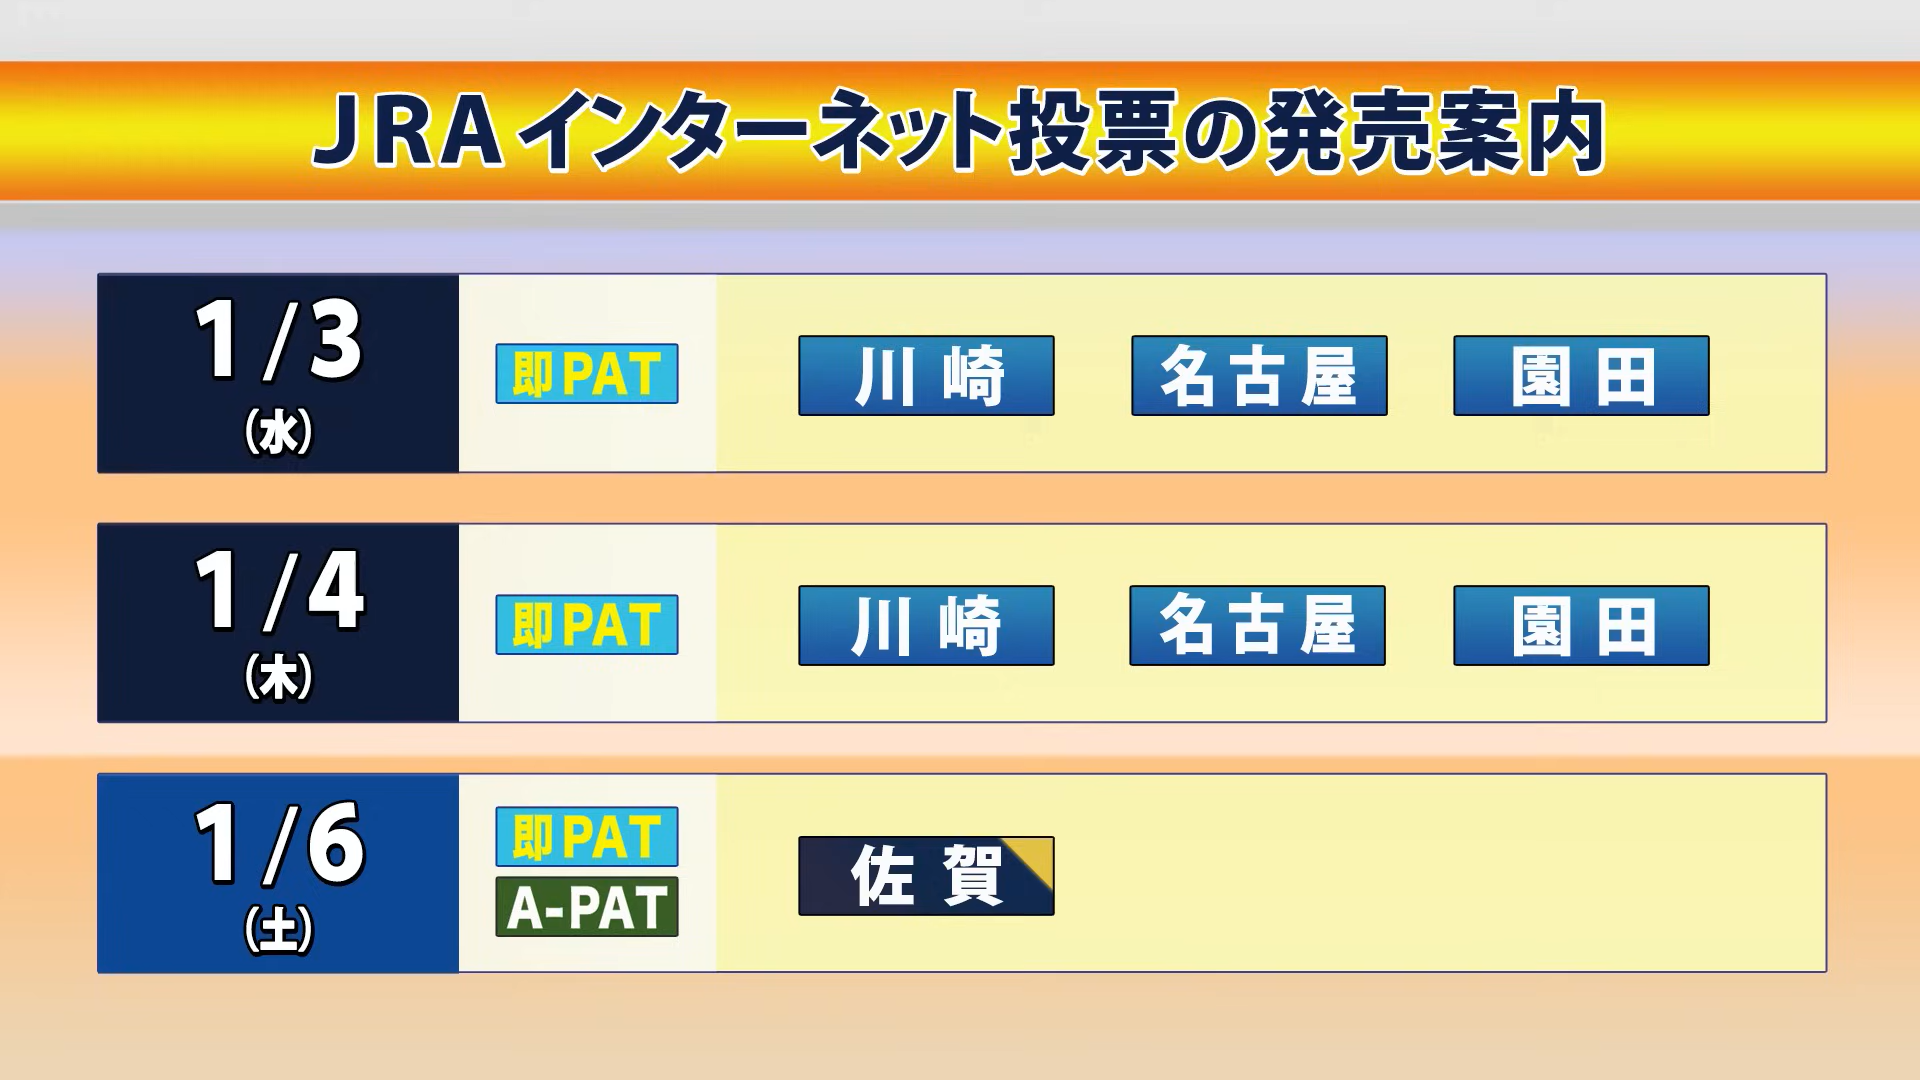 JRAインターネット投票の発売案内
1/3
(水)
即PAT
川崎 名古屋 園田
1/4
(木)
即PAT
川崎 名古屋 園田
1/6
(土)
即PAT
A-PAT
佐賀